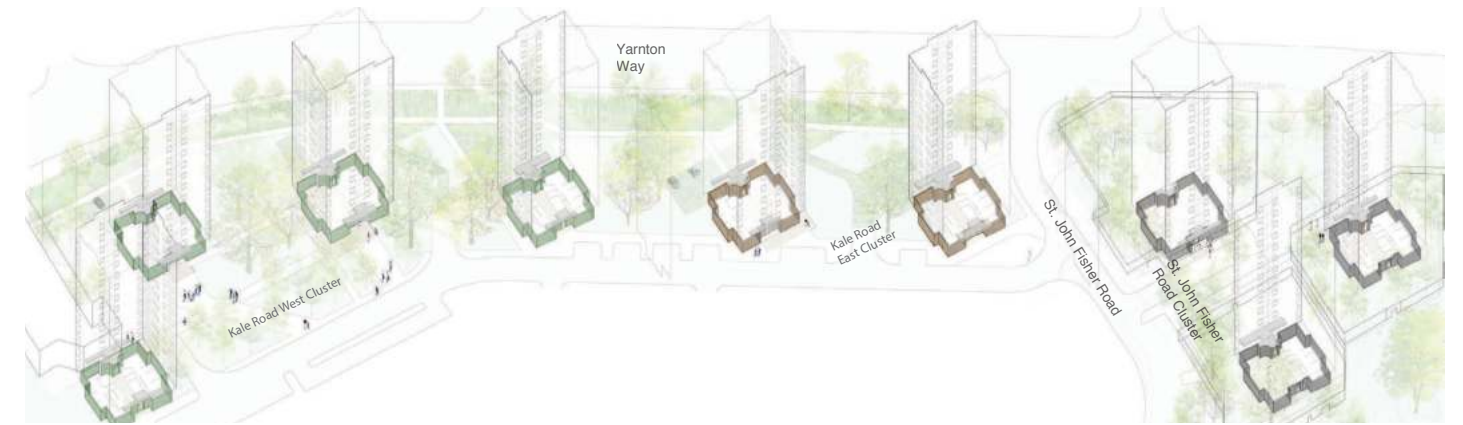 Yarnton
Way
Kale Road West Cluster
Kale Road
East Cluster
St. John Fisher Road
St. John Fisher
Road Cluster